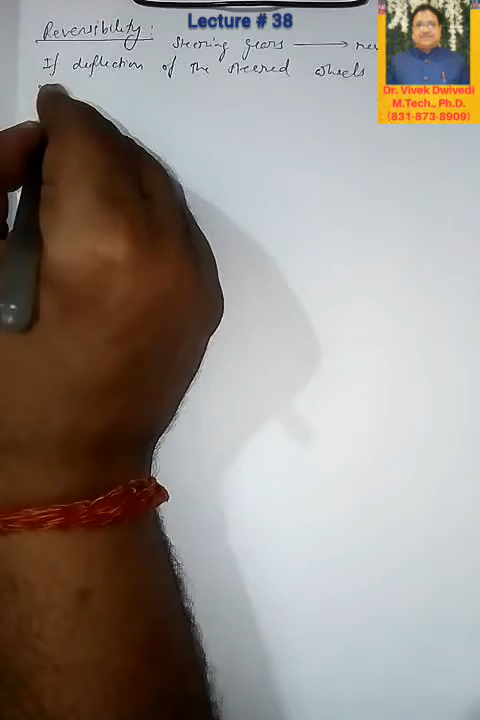 Lecture # 38
Reversibility: Steering gears → rev
If deflection of the steered wheels
Dr. Vivek Dwivedi
M.Tech., Ph.D.
(831-873-8909)